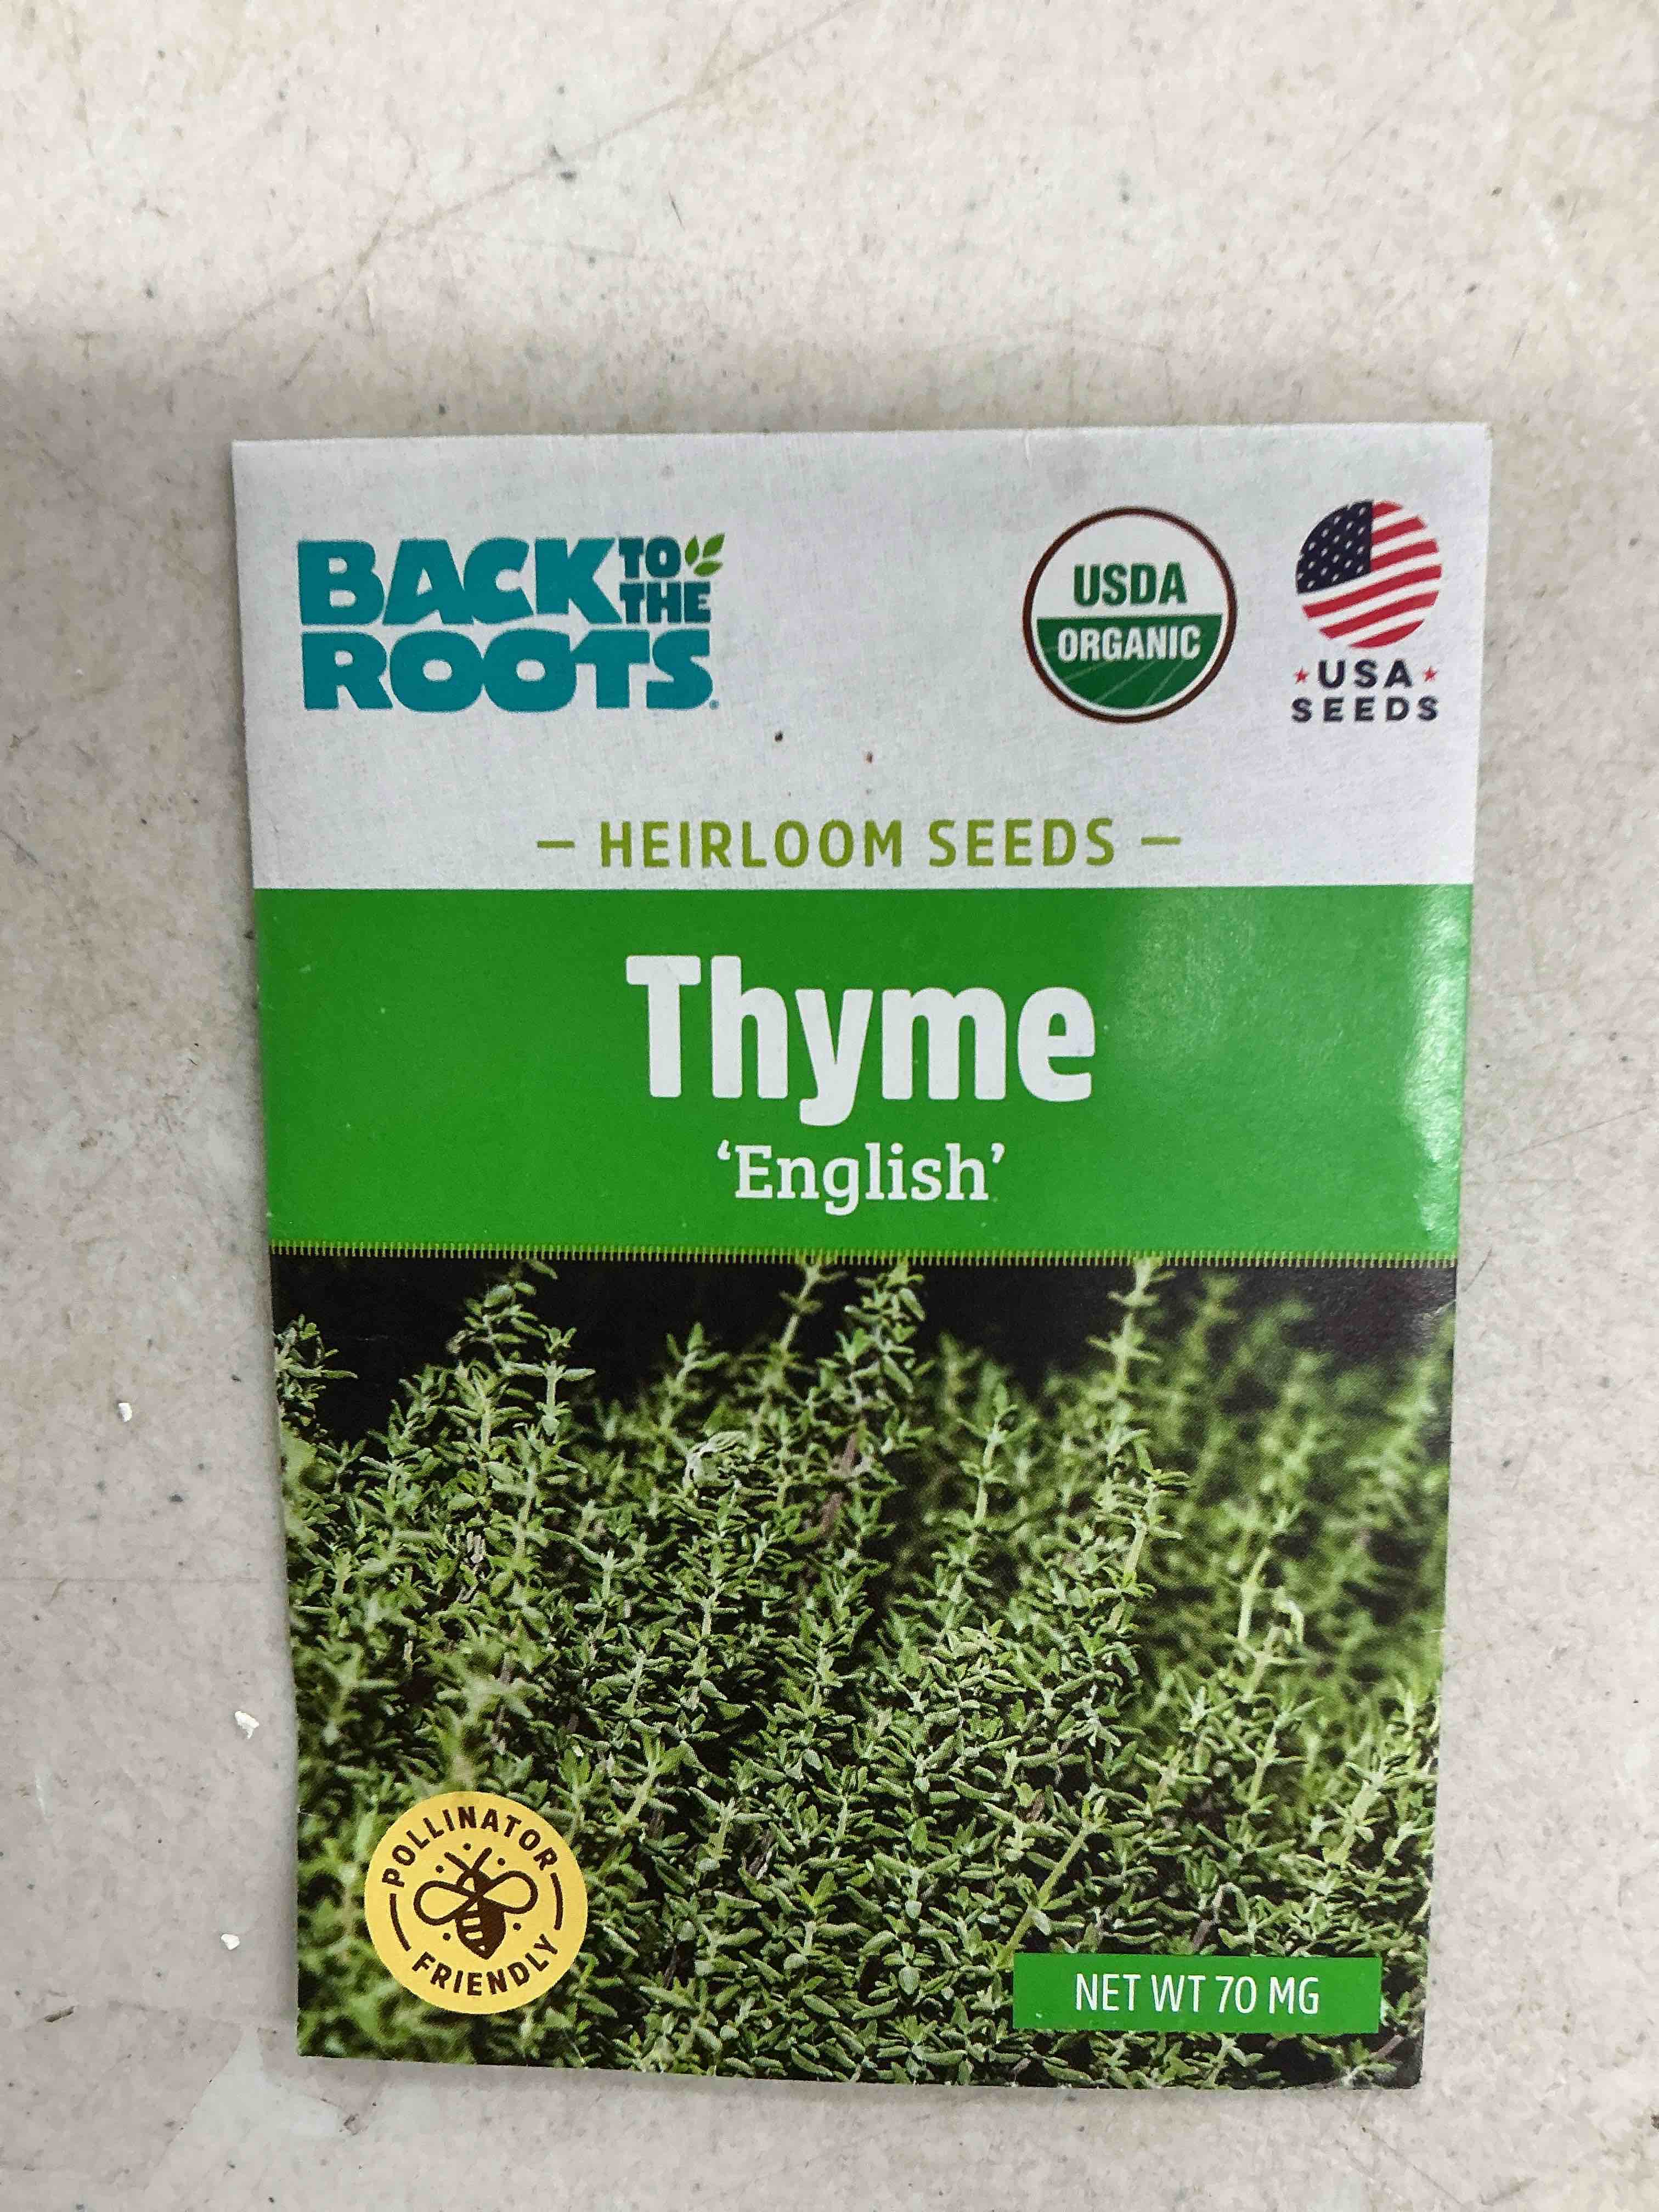 BACK TO THE
ROOTS.
USDA
ORGANIC
USA
SEEDS
– HEIRLOOM SEEDS –
Thyme
‘English’
POLLINATOR
FRIENDLY
NET WT 70 MG